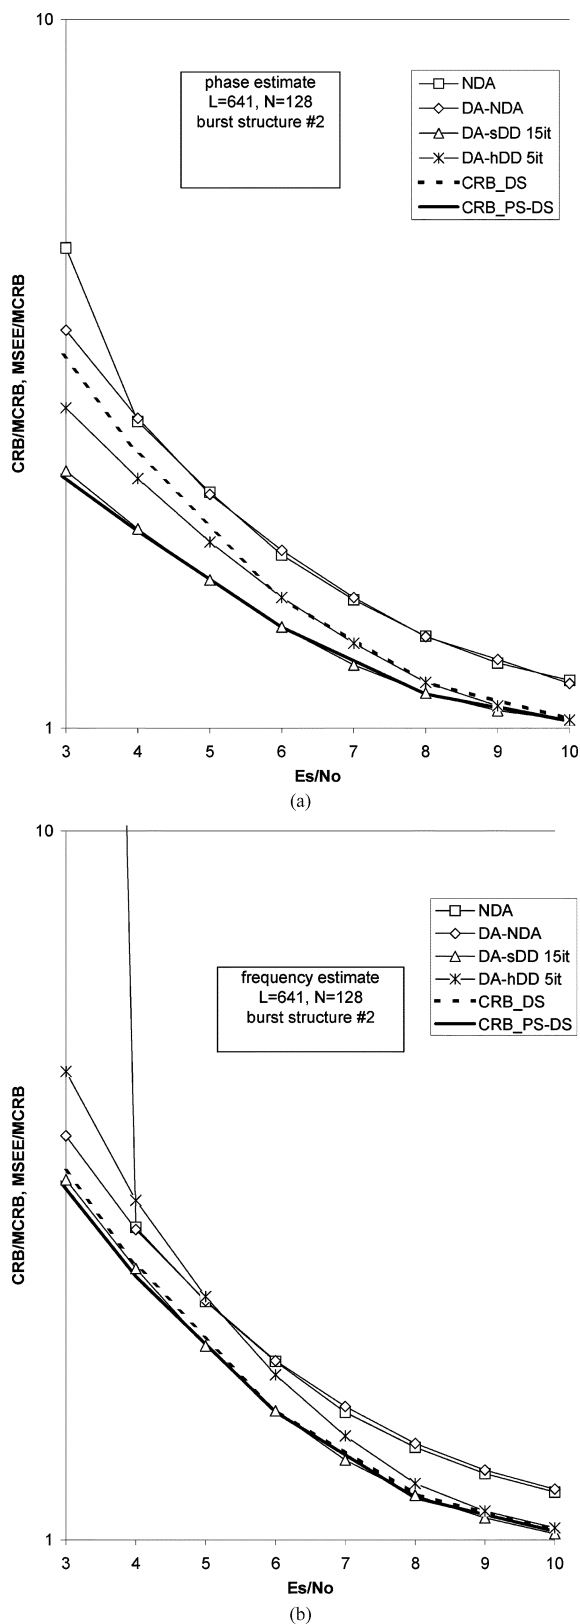 10
phase estimate
L=641, N=128
burst structure #2
NDA
DA-NDA
DA-sDD 15it
DA-hDD 5it
CRB_DS
CRB_PS-DS
CRB/MCRB, MSEE/MCRB
1
3 4 5 6 7 8 9 10
Es/No
(a)
10
NDA
DA-NDA
DA-sDD 15it
DA-hDD 5it
CRB_DS
CRB_PS-DS
frequency estimate
L=641, N=128
burst structure #2
CRB/MCRB, MSEE/MCRB
1
3 4 5 6 7 8 9 10
Es/No
(b)